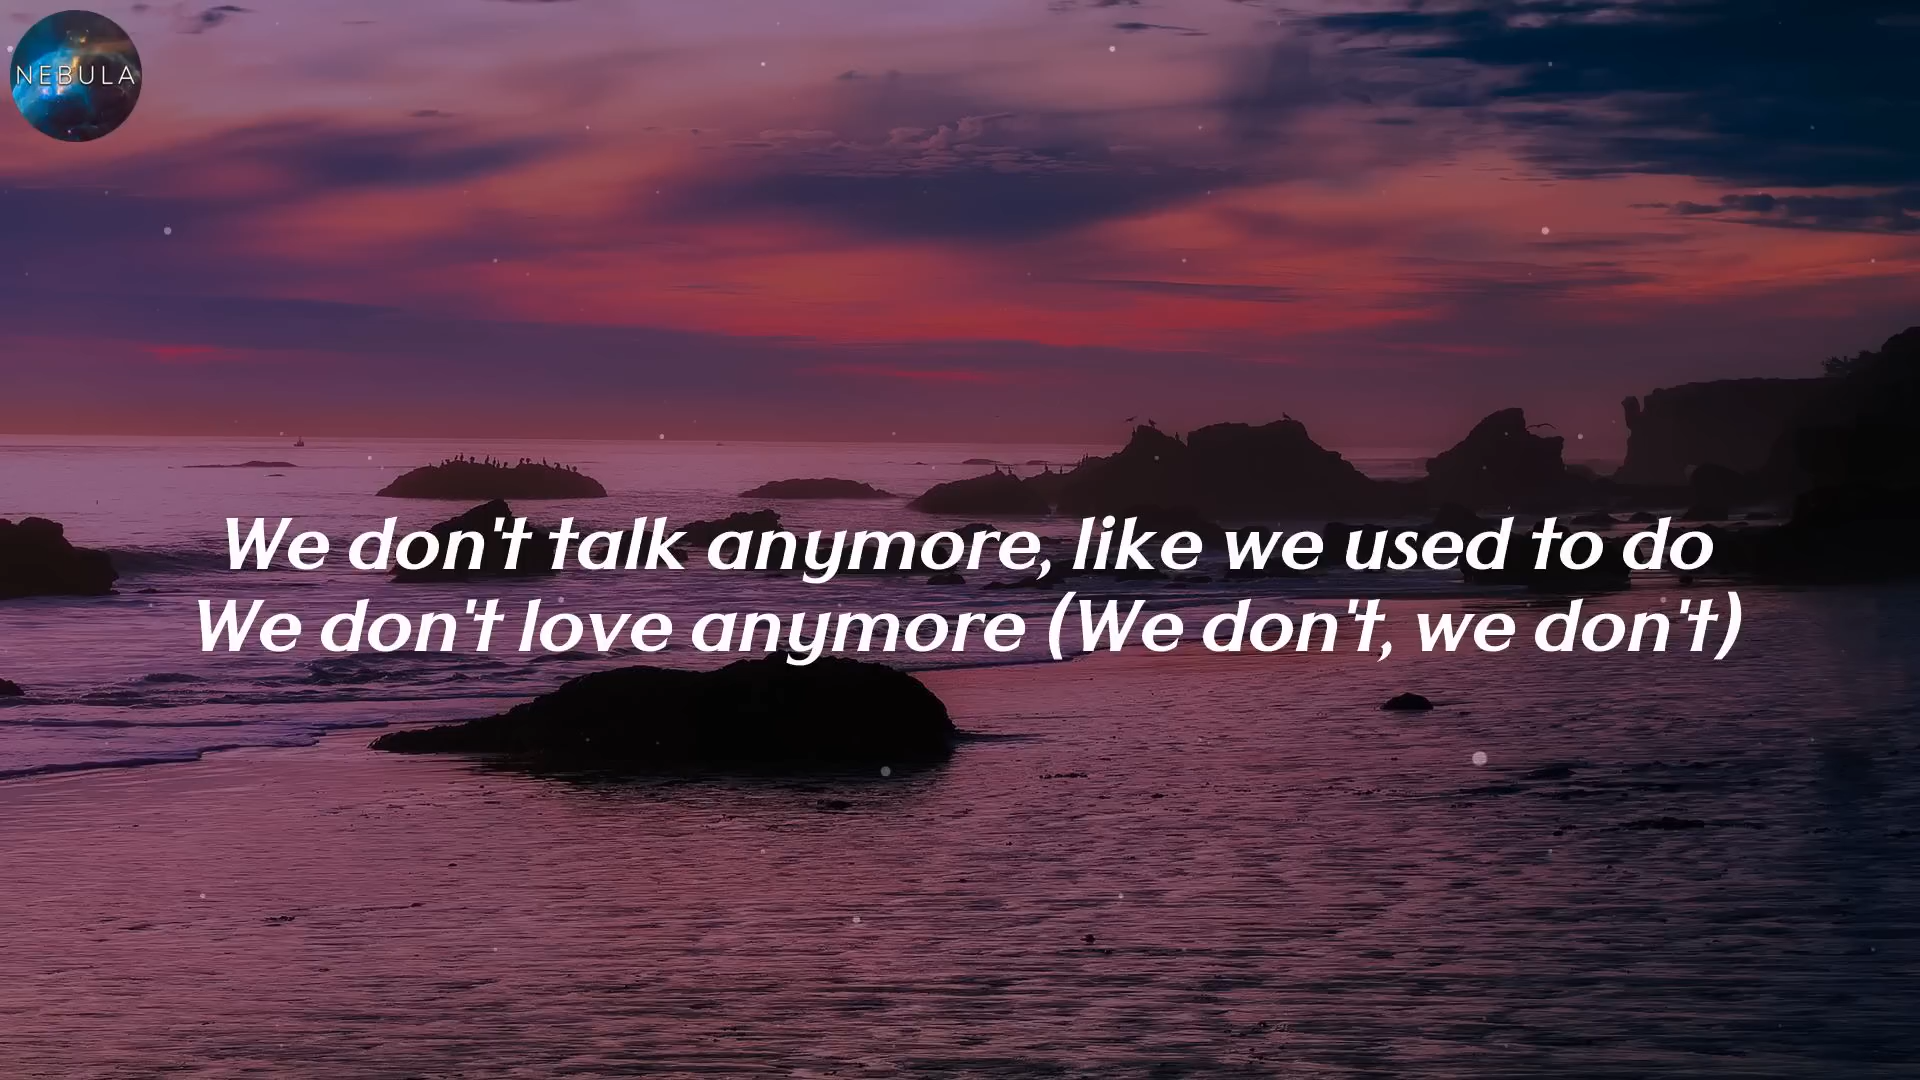 NEBULA
We don't talk anymore, like we used to do
We don't love anymore (We don't, we don't)